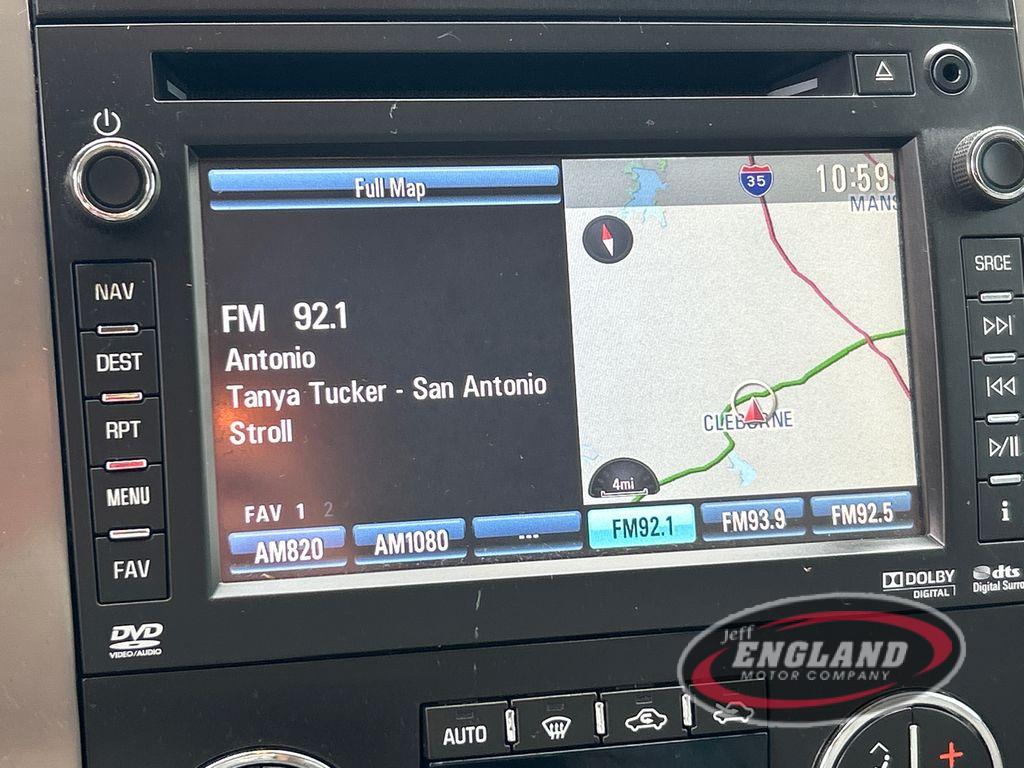 Full Map
35
10:59
MANS
FM 92.1
Antonio
Tanya Tucker - San Antonio
Stroll
CLEBURNE
4mi
FAV 1 2
AM820
AM1080
---
FM92.1
FM93.9
FM92.5
NAV
DEST
RPT
MENU
FAV
SRCE
i
DVD
VIDEO/AUDIO
DOLBY
DIGITAL
dts
Digital Surro
AUTO
Jeff
ENGLAND
MOTOR COMPANY